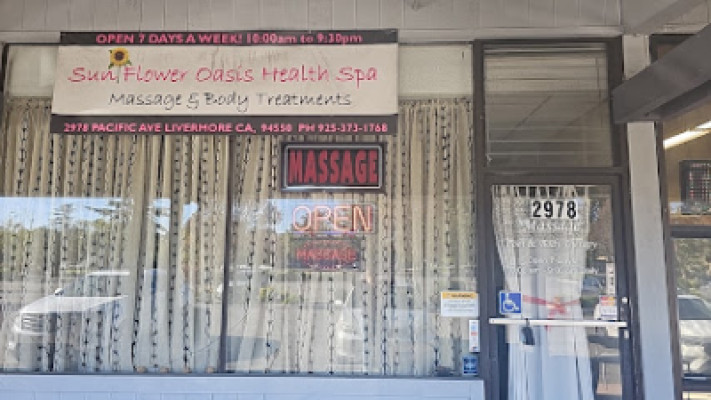 OPEN 7 DAYS A WEEK! 10:00am to 9:30pm
Sun Flower Oasis Health Spa
Massage & Body Treatments
2978 PACIFIC AVE LIVERMORE CA, 94550 PH 925-373-1768
MASSAGE
OPEN
MASSAGE
2978
Massage